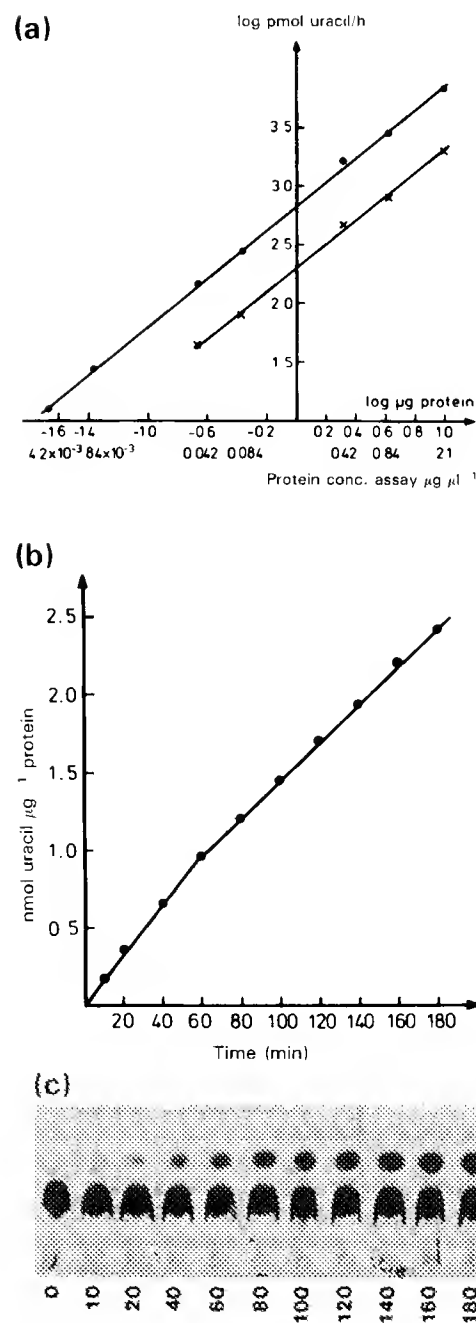 (a)
log pmol uracil/h
3.5
3.0
2.5
2.0
1.5
log µg protein
-1.6 -1.4 -1.0 -0.6 -0.2 0.2 0.4 0.6 0.8 1.0
4.2x10⁻³ 8.4x10⁻³ 0.042 0.084 0.42 0.84 2.1
Protein conc. assay µg µl⁻¹
(b)
2.5
2.0
1.5
1.0
0.5
nmol uracil µg⁻¹ protein
20 40 60 80 100 120 140 160 180
Time (min)
(c)
0 10 20 40 60 80 100 120 140 160 180